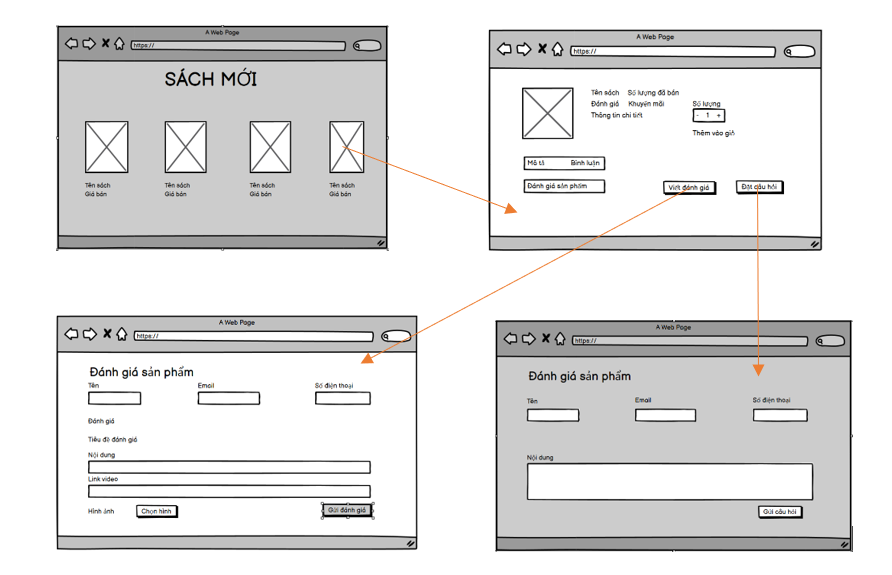 A Web Page
https://
SÁCH MỚI
Tên sách Tên sách Tên sách Tên sách
Giá bán Giá bán Giá bán Giá bán
A Web Page
https://
Tên sách Số lượng đã bán
Đánh giá Khuyến mãi Số lượng
Thông tin chi tiết - 1 +
Thêm vào giỏ
Mô tả Bình luận
Đánh giá sản phẩm Viết đánh giá Đặt câu hỏi
A Web Page
https://
Đánh giá sản phẩm
Tên Email Số điện thoại
Đánh giá
Tiêu đề đánh giá
Nội dung
Link video
Hình ảnh Chọn hình Gửi đánh giá
A Web Page
https://
Đánh giá sản phẩm
Tên Email Số điện thoại
Nội dung
Gửi câu hỏi